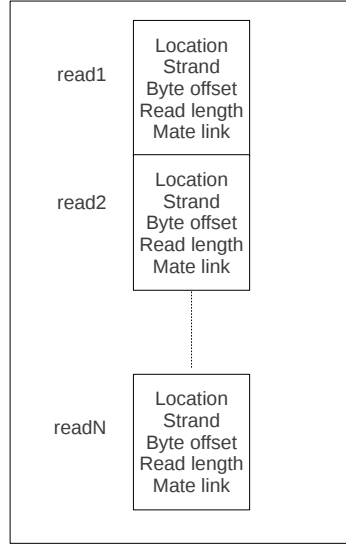 read1
Location
Strand
Byte offset
Read length
Mate link
read2
Location
Strand
Byte offset
Read length
Mate link
readN
Location
Strand
Byte offset
Read length
Mate link